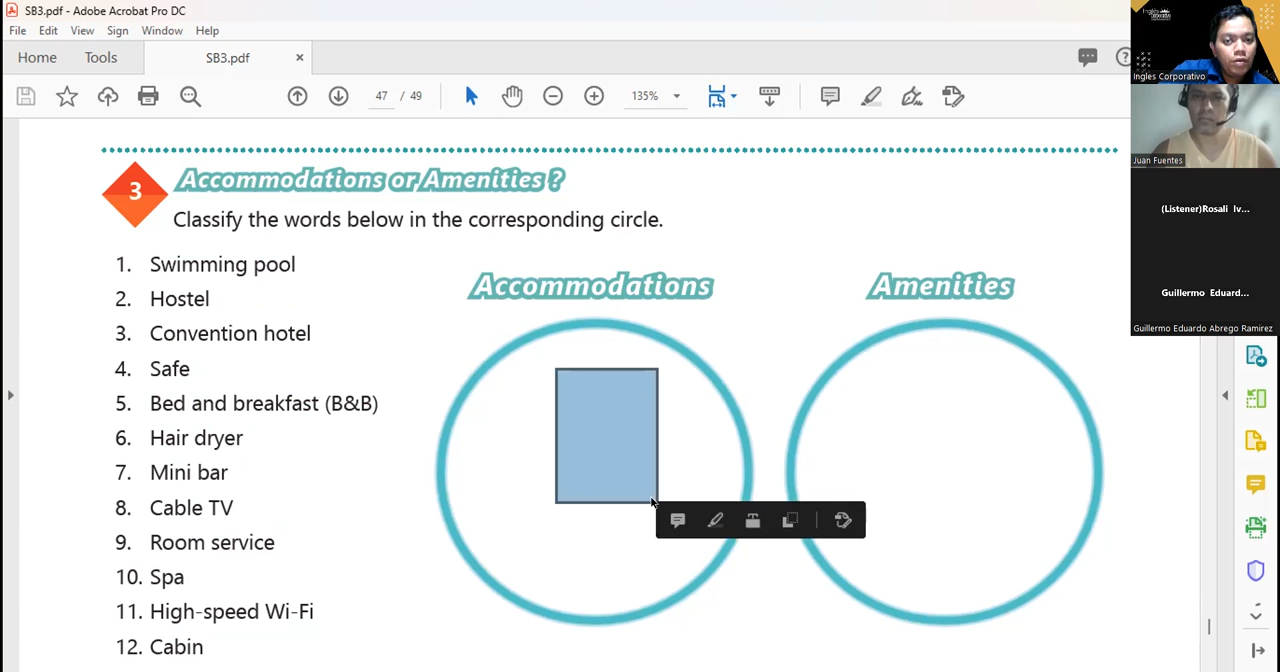 SB3.pdf - Adobe Acrobat Pro DC
File Edit View Sign Window Help
Home Tools SB3.pdf ×
47 / 49 135%
3 Accommodations or Amenities ?
Classify the words below in the corresponding circle.
1. Swimming pool
2. Hostel
3. Convention hotel
4. Safe
5. Bed and breakfast (B&B)
6. Hair dryer
7. Mini bar
8. Cable TV
9. Room service
10. Spa
11. High-speed Wi-Fi
12. Cabin
Accommodations
Amenities
Inglés Corporativo
Ingles Corporativo
Juan Fuentes
(Listener)Rosali Iv...
Guillermo Eduard...
Guillermo Eduardo Abrego Ramirez